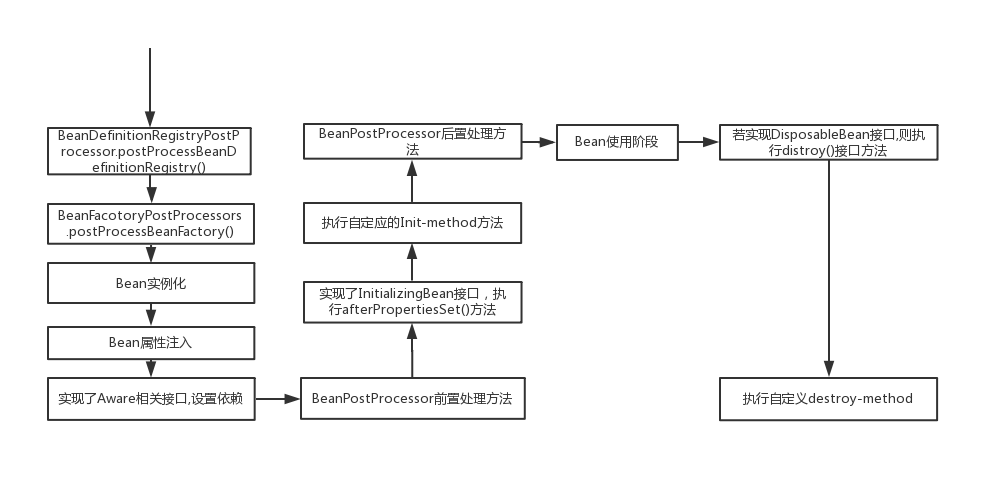 BeanDefinitionRegistryPostP
rocessor.postProcessBeanD
efinitionRegistry()
BeanFacotoryPostProcessors
.postProcessBeanFactory()
Bean实例化
Bean属性注入
实现了Aware相关接口,设置依赖
BeanPostProcessor前置处理方法
实现了InitializingBean接口，执
行afterPropertiesSet()方法
执行自定应的Init-method方法
BeanPostProcessor后置处理方
法
Bean使用阶段
若实现DisposableBean接口,则执
行distroy()接口方法
执行自定义destroy-method